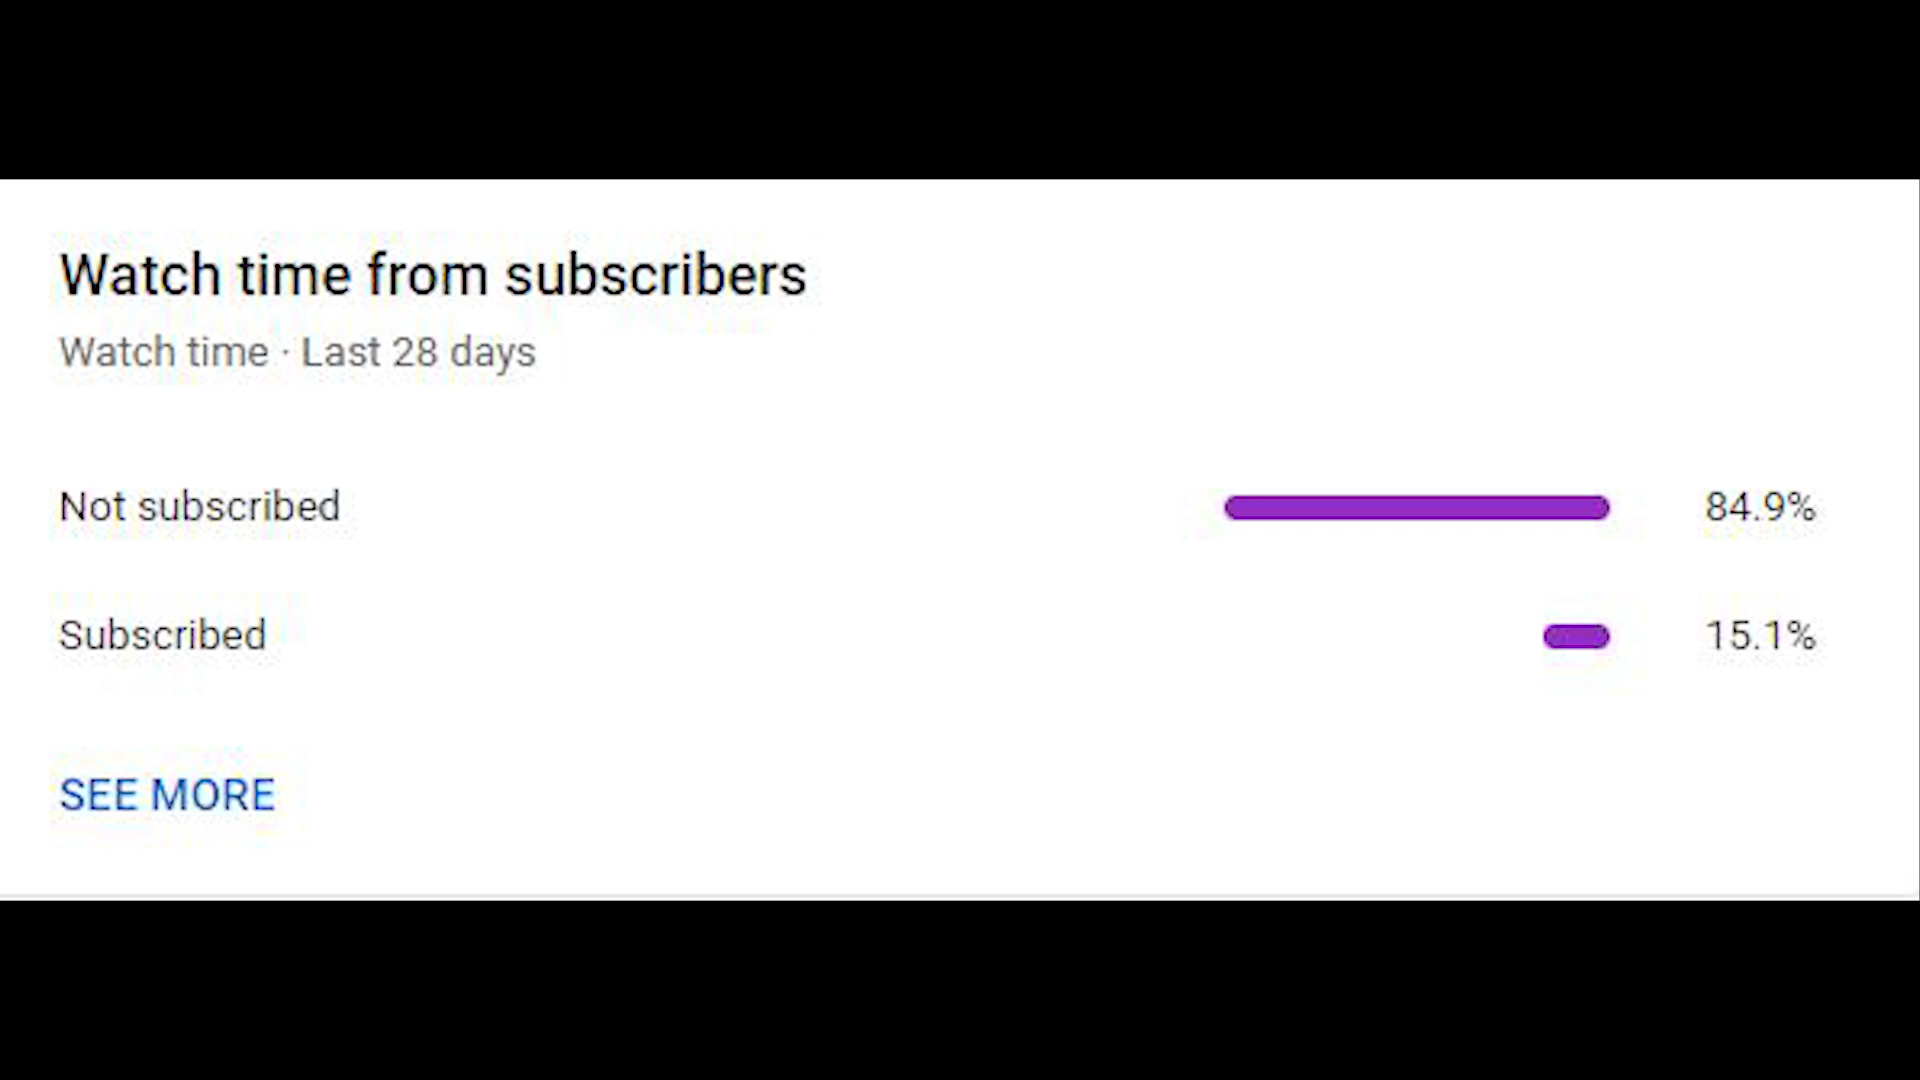 Watch time from subscribers
Watch time · Last 28 days
Not subscribed 84.9%
Subscribed 15.1%
SEE MORE